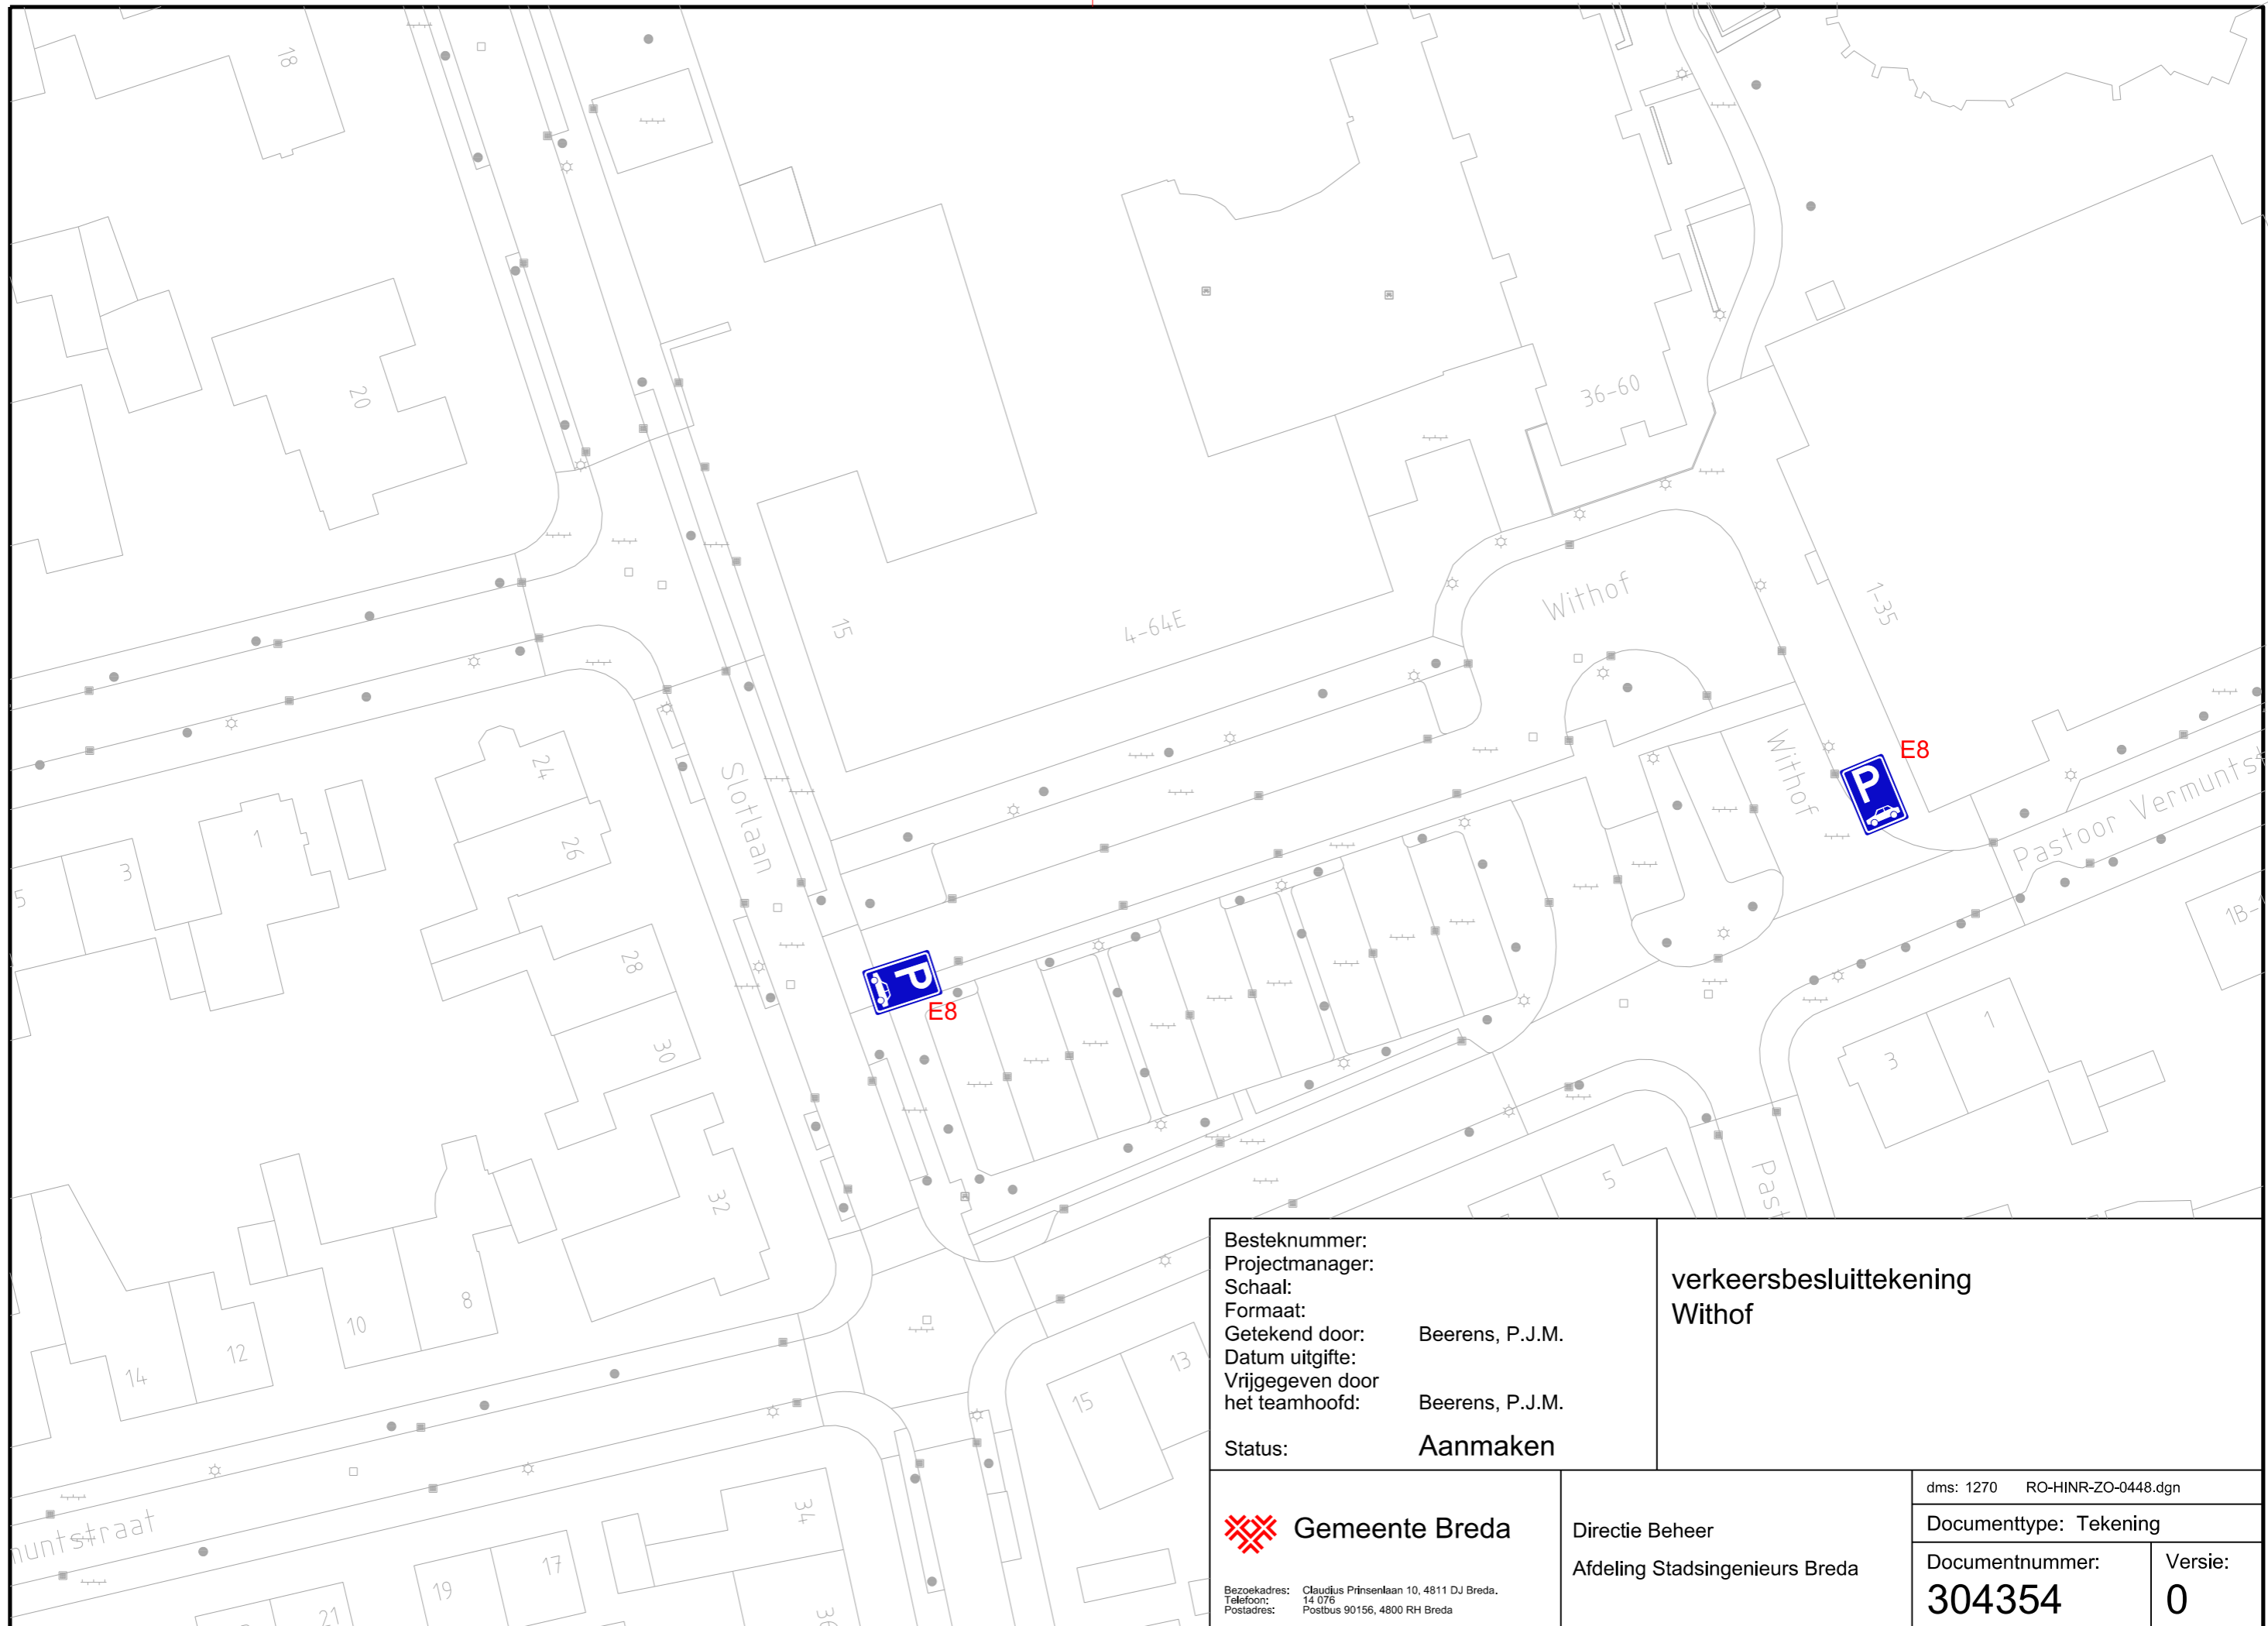 18
20
36-60
Withof
15
4-64E
1-35
Slotlaan
24
Withof
E8
P
1
26
3
5
Pastoor Vermuntst
28
1B-
P
E8
30
1
3
32
5
Past
8
10
12
14
13
15
34
muntstraat
17
19
21
36
Besteknummer:
Projectmanager:
Schaal:
Formaat:
Getekend door: Beerens, P.J.M.
Datum uitgifte:
Vrijgegeven door
het teamhoofd: Beerens, P.J.M.
Status: Aanmaken
verkeersbesluittekening
Withof
Gemeente Breda
Bezoekadres: Claudius Prinsenlaan 10, 4811 DJ Breda.
Telefoon: 14 076
Postadres: Postbus 90156, 4800 RH Breda
Directie Beheer
Afdeling Stadsingenieurs Breda
dms: 1270 RO-HINR-ZO-0448.dgn
Documenttype: Tekening
Documentnummer:
304354
Versie:
0